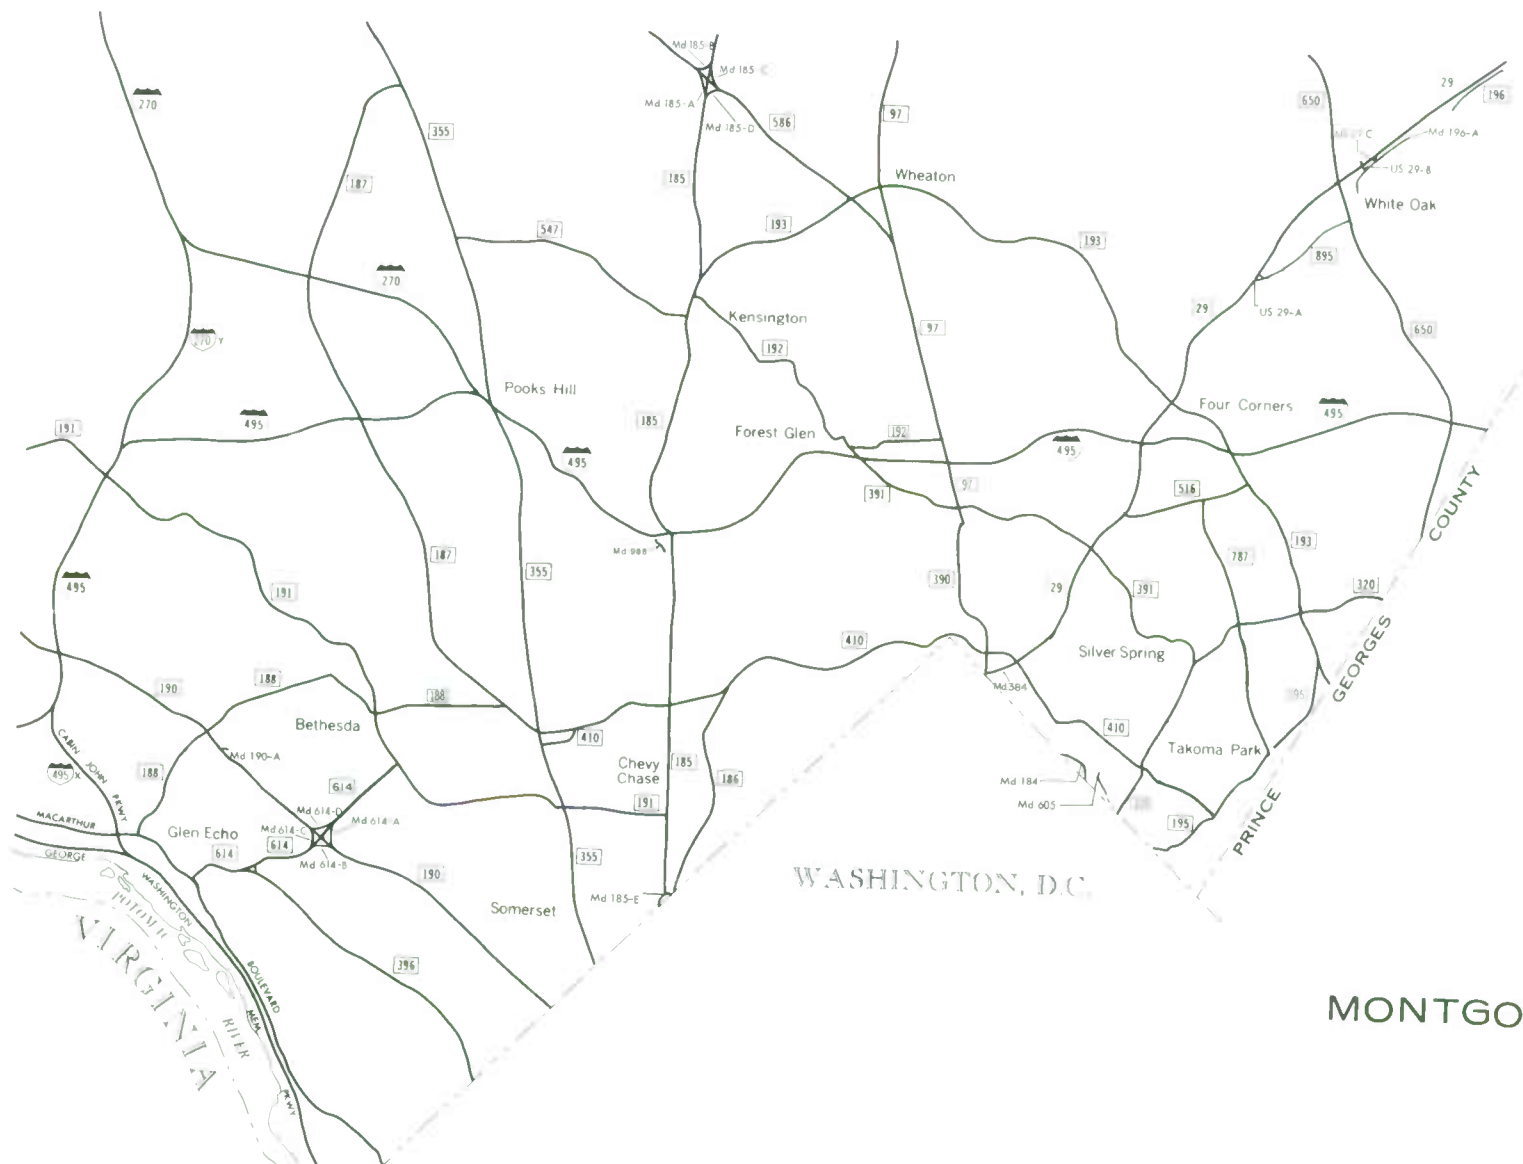 Md 185-B
270
355
Md 185-C
Md 185-A
Md 185-D
586
97
650
29
196
Md 196-A
US 29-B
White Oak
187
185
Wheaton
547
193
193
895
270
29
US 29-A
270 Y
Kensington
97
650
192
Pooks Hill
191
495
185
Forest Glen
192
Four Corners
495
495
495
391
97
516
COUNTY
Md 988
187
355
193
787
495
191
390
29
391
320
410
Silver Spring
GEORGES
190
188
188
Md 384
195
Bethesda
410
410
Takoma Park
CABIN JOHN PKWY
Md 190-A
Chevy
Chase
185
186
495 X
188
614
Md 184
Md 605
191
MACARTHUR
Glen Echo
Md 614-D
Md 614-A
Md 614-C
614
614
Md 614-B
195
PRINCE
355
GEORGE
WASHINGTON
190
Md 185-E
WASHINGTON, D.C.
POTOMAC
Somerset
VIRGINIA
396
BOULEVARD
MEM.
RIVER
MONTGO
PKWY